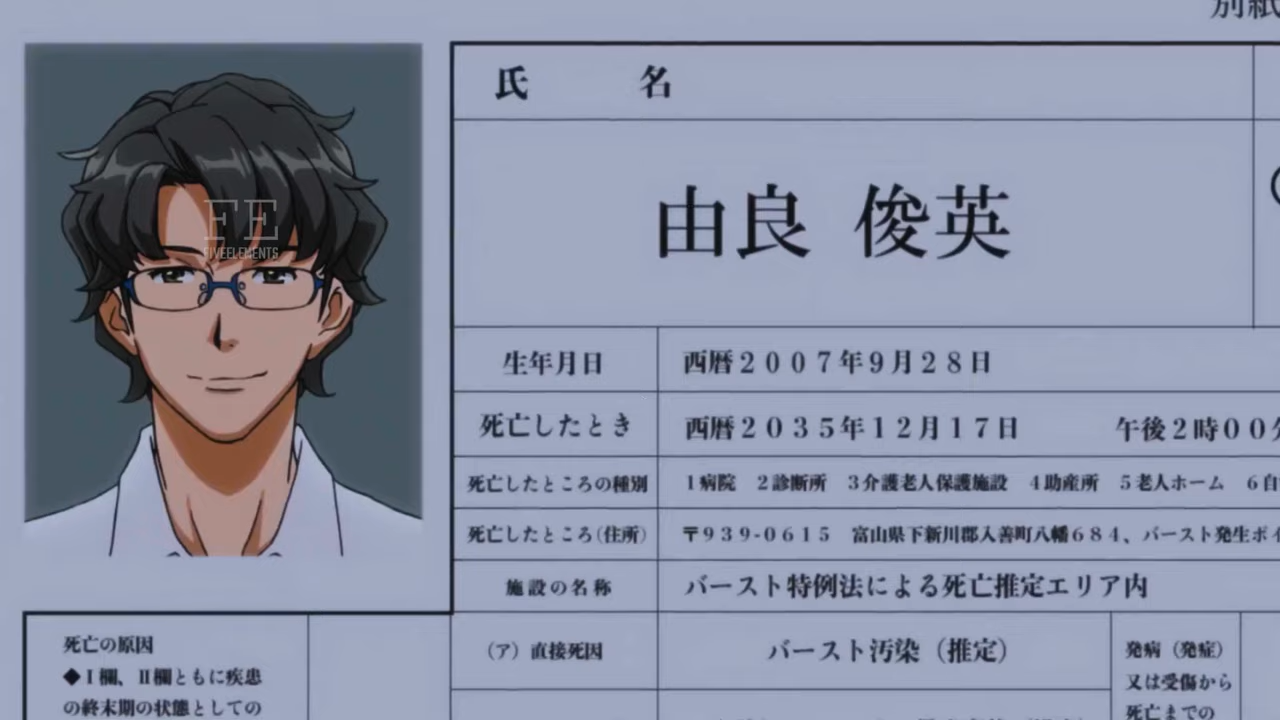 別紙
氏 名
由良 俊英
生年月日 西暦２００７年９月２８日
死亡したとき 西暦２０３５年１２月１７日 午後２時００分
死亡したところの種別 1病院 2診断所 3介護老人保護施設 4助産所 5老人ホーム 6自
死亡したところ(住所) 〒939-0615 富山県下新川郡入善町八幡684、バースト発生ポイ
施設の名称 バースト特例法による死亡推定エリア内
(ア) 直接死因 バースト汚染（推定）
発病（発症）
又は受傷から
死亡までの
死亡の原因
◆Ⅰ欄、Ⅱ欄ともに疾患
の終末期の状態としての
FE
FIVEELEMENTS